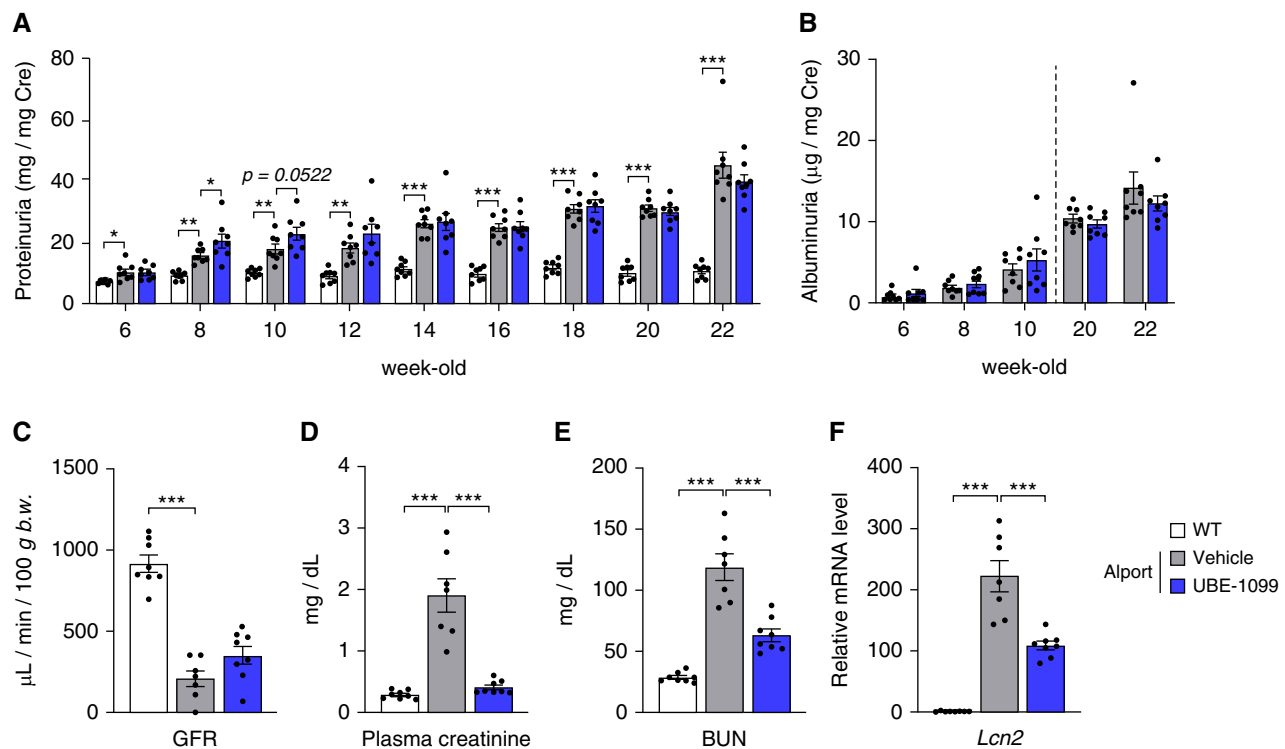 A
Proteinuria (mg / mg Cre)
80
60
40
20
0
*
**
*
**
p = 0.0522
**
***
***
***
***
***
6 8 10 12 14 16 18 20 22
week-old
B
Albuminuria (μg / mg Cre)
30
20
10
0
6 8 10 20 22
week-old
C
μL / min / 100 g b.w.
1500
1000
500
0
***
GFR
D
mg / dL
4
3
2
1
0
*** ***
Plasma creatinine
E
mg / dL
200
150
100
50
0
*** ***
BUN
F
Relative mRNA level
400
300
200
100
0
*** ***
Lcn2
WT
Alport
Vehicle
UBE-1099